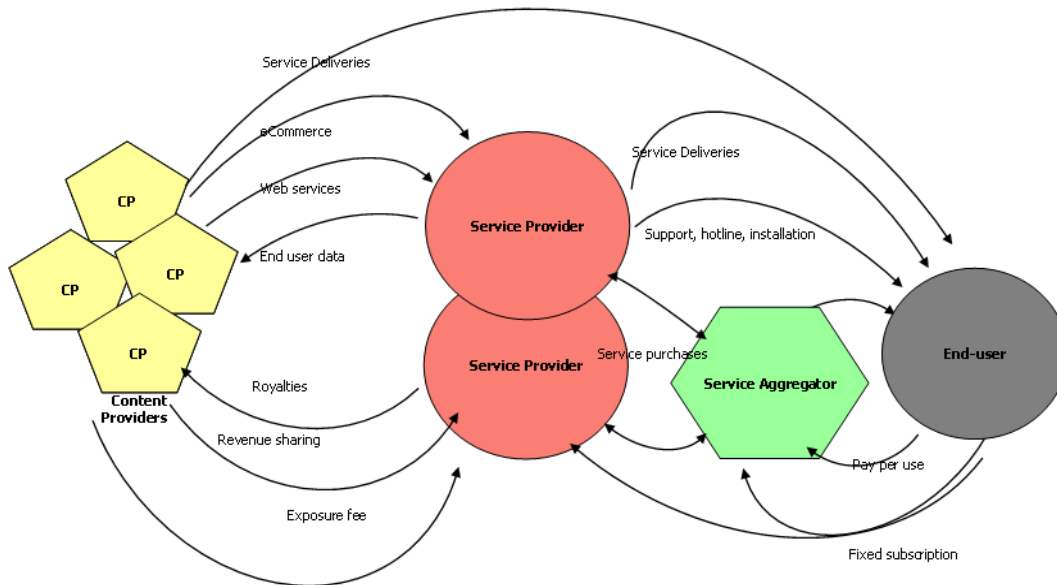 Service Deliveries
eCommerce
Web services
End user data
CP
CP
CP
CP
Content
Providers
Royalties
Revenue sharing
Exposure fee
Service Provider
Service Provider
Service Deliveries
Support, hotline, installation
Service purchases
Service Aggregator
End-user
Pay per use
Fixed subscription